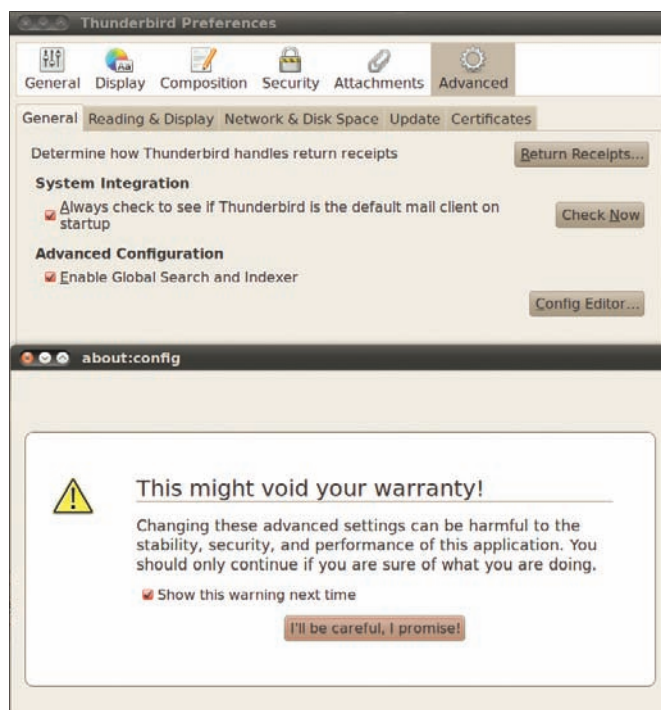 Thunderbird Preferences
General Display Composition Security Attachments Advanced
General Reading & Display Network & Disk Space Update Certificates
Determine how Thunderbird handles return receipts Return Receipts...
System Integration
Always check to see if Thunderbird is the default mail client on
startup
Check Now
Advanced Configuration
Enable Global Search and Indexer
Config Editor...
about:config
This might void your warranty!
Changing these advanced settings can be harmful to the
stability, security, and performance of this application. You
should only continue if you are sure of what you are doing.
Show this warning next time
I'll be careful, I promise!